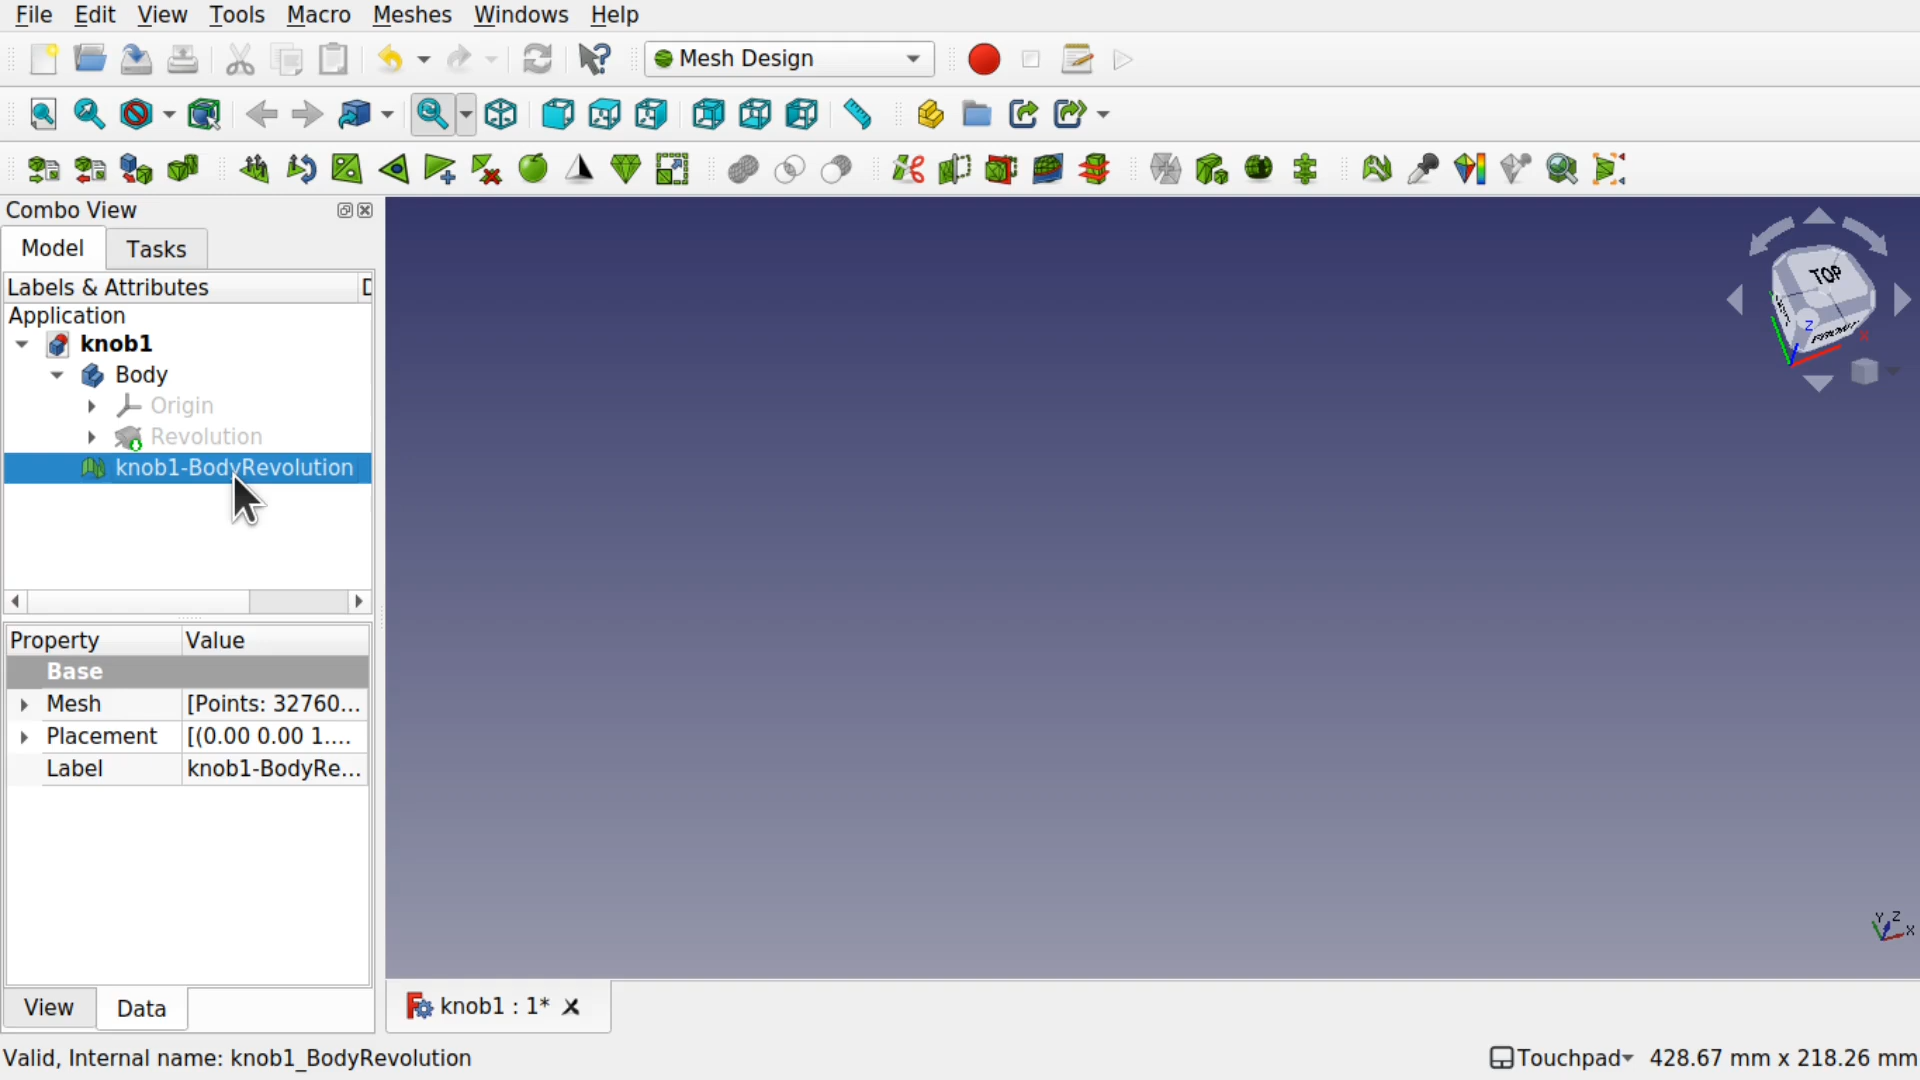 File Edit View Tools Macro Meshes Windows Help
Mesh Design
Combo View
Model Tasks
Labels & Attributes
Application
knob1
Body
Origin
Revolution
knob1-BodyRevolution
Property Value
Base
Mesh [Points: 32760...
Placement [(0.00 0.00 1....
Label knob1-BodyRe...
View Data
TOP
Z
X
Y Z X
knob1 : 1*
Valid, Internal name: knob1_BodyRevolution
Touchpad 428.67 mm x 218.26 mm